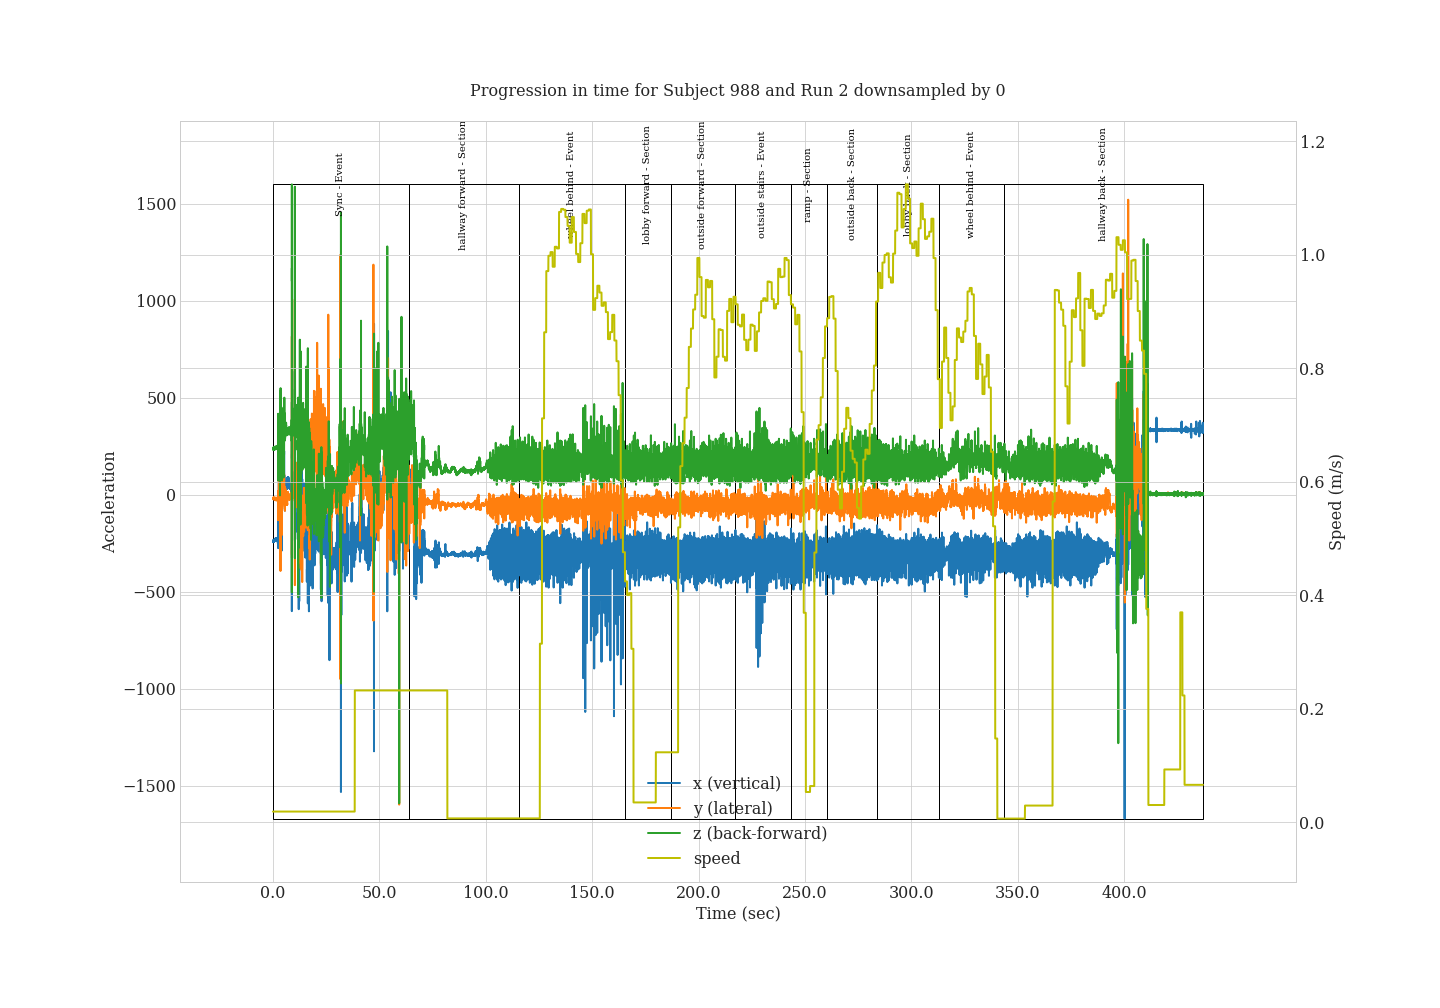 Progression in time for Subject 988 and Run 2 downsampled by 0
Sync - Event
hallway forward - Section
wheel behind - Event
lobby forward - Section
outside forward - Section
outside stairs - Event
ramp - Section
outside back - Section
lobby back - Section
wheel behind - Event
hallway back - Section
1500
1000
500
0
−500
−1000
−1500
Acceleration
1.2
1.0
0.8
0.6
0.4
0.2
0.0
Speed (m/s)
x (vertical)
y (lateral)
z (back-forward)
speed
0.0 50.0 100.0 150.0 200.0 250.0 300.0 350.0 400.0
Time (sec)